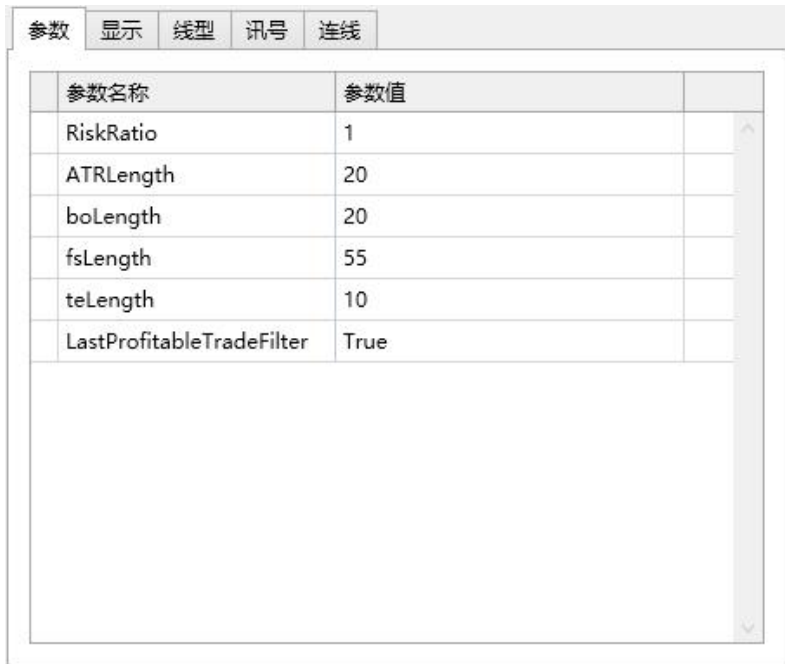 参数 显示 线型 讯号 连线
参数名称 参数值
RiskRatio 1
ATRLength 20
boLength 20
fsLength 55
teLength 10
LastProfitableTradeFilter True